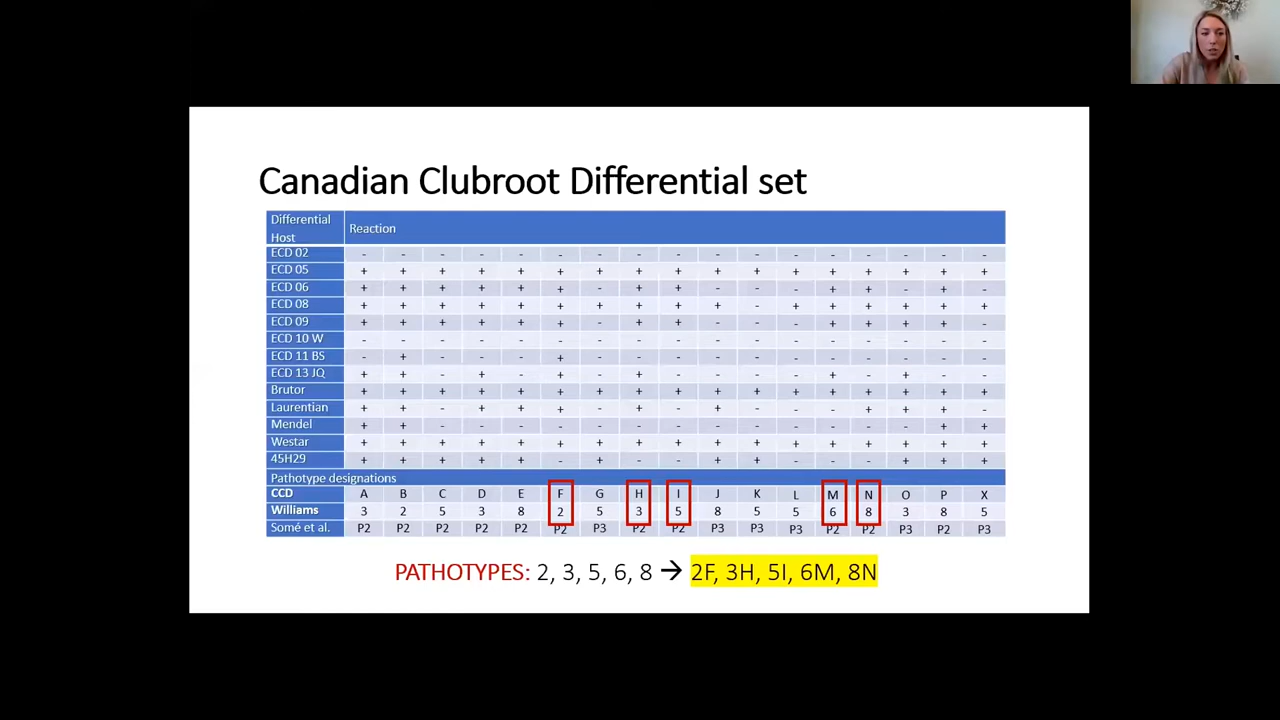 Canadian Clubroot Differential set
Differential Host Reaction
ECD 02 - - - - - - - - - - - - - - - - -
ECD 05 + + + + + + + + + + + + + + + + +
ECD 06 + + + + + + - + + - - - + + - + -
ECD 08 + + + + + + + + + + - + + + + + +
ECD 09 + + + + + + - + + - - - + + + + -
ECD 10 W - - - - - - - - - - - - - - - - -
ECD 11 BS - + - - - + - - - - - - - - - - -
ECD 13 JQ + + - + - + - + - - - - + - + - -
Brutor + + + + + + + + + + + + + + + + +
Laurentian + + - + + + - + - + - - - + + + -
Mendel + + - - - - - - - - - - - - - + +
Westar + + + + + + + + + + + + + + + + +
45H29 + + + + + - + - - + + - - - + + +
Pathotype designations
CCD A B C D E F G H I J K L M N O P X
Williams 3 2 5 3 8 2 5 3 5 8 5 5 6 8 3 8 5
Somé et al. P2 P2 P2 P2 P2 P2 P3 P2 P2 P3 P3 P3 P2 P2 P3 P2 P3
PATHOTYPES: 2, 3, 5, 6, 8 → 2F, 3H, 5I, 6M, 8N